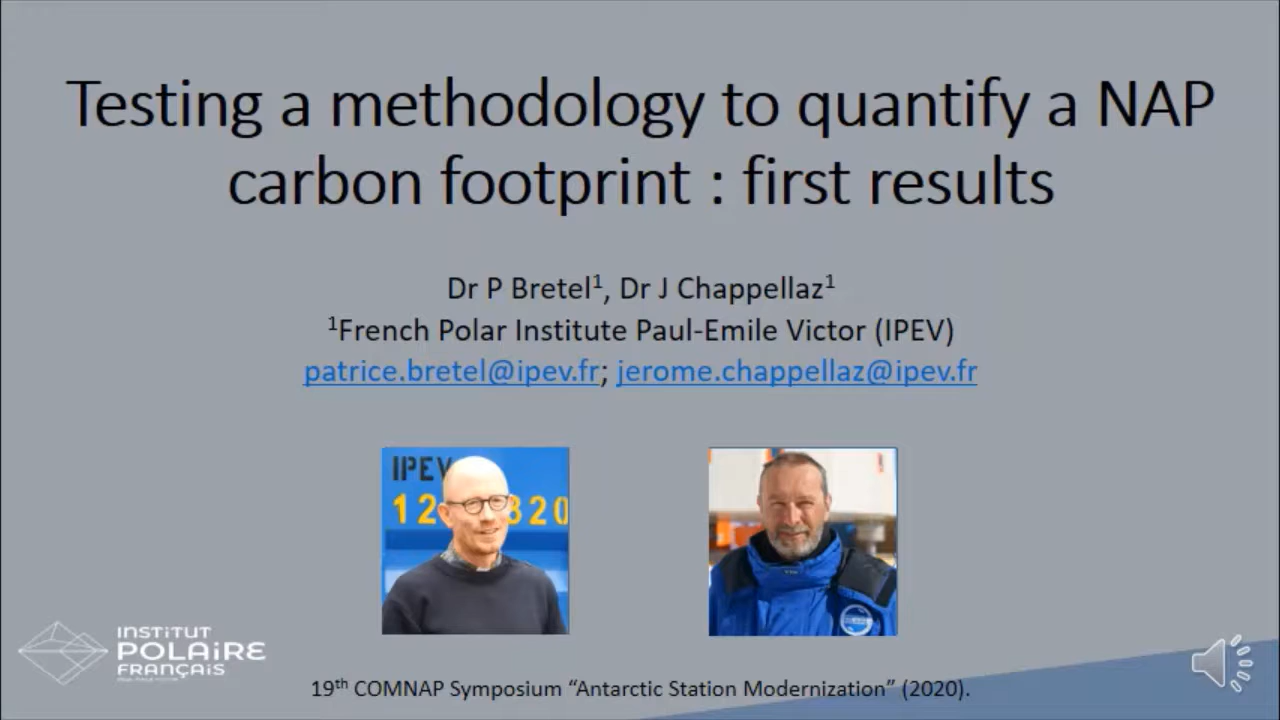 Testing a methodology to quantify a NAP
carbon footprint : first results
Dr P Bretel¹, Dr J Chappellaz¹
¹French Polar Institute Paul-Emile Victor (IPEV)
patrice.bretel@ipev.fr; jerome.chappellaz@ipev.fr
IPEV
12 820
INSTITUT
POLAIRE
FRANÇAIS
19th COMNAP Symposium “Antarctic Station Modernization” (2020).